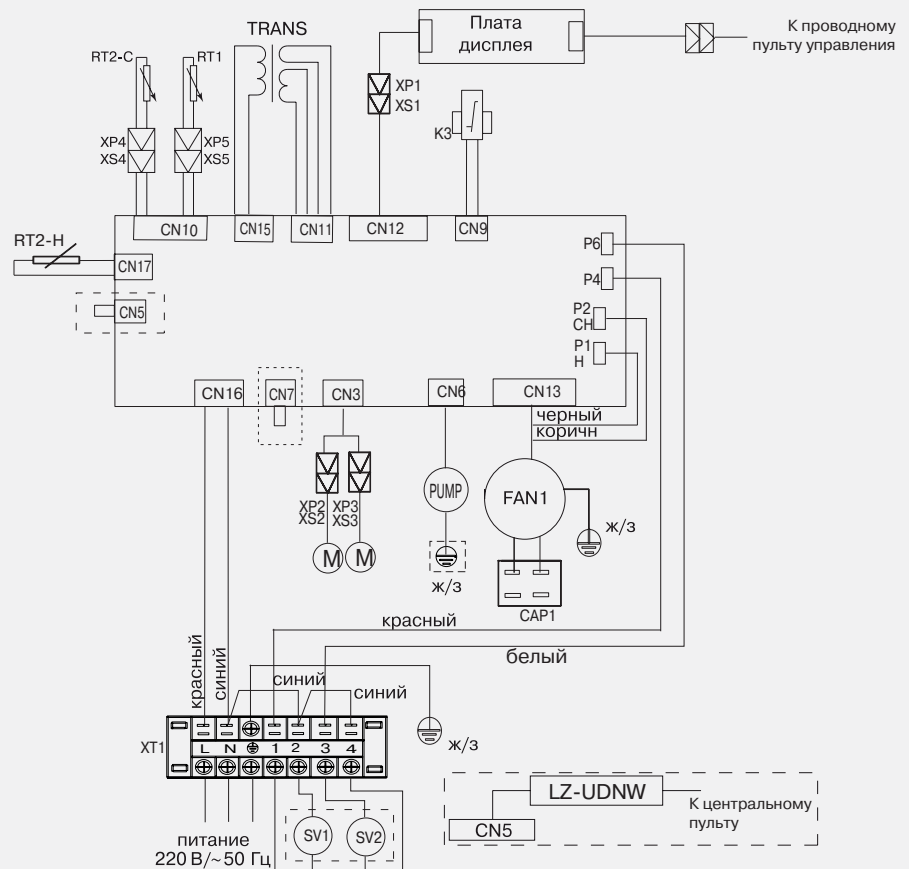 TRANS
Плата
дисплея
К проводному
пульту управления
RT2-C
RT1
XP1
XS1
K3
XP4
XS4
XP5
XS5
CN10
CN15
CN11
CN12
CN9
RT2-H
CN17
CN5
P6
P4
P2
CH
P1
H
CN16
CN7
CN3
CN6
CN13
черный
коричн
PUMP
FAN1
XP2
XS2
XP3
XS3
M
M
ж/з
ж/з
CAP1
красный
белый
красный
синий
синий
синий
XT1
L N 1 2 3 4
ж/з
SV1
SV2
питание
220 В/~50 Гц
LZ-UDNW
CN5
К центральному
пульту